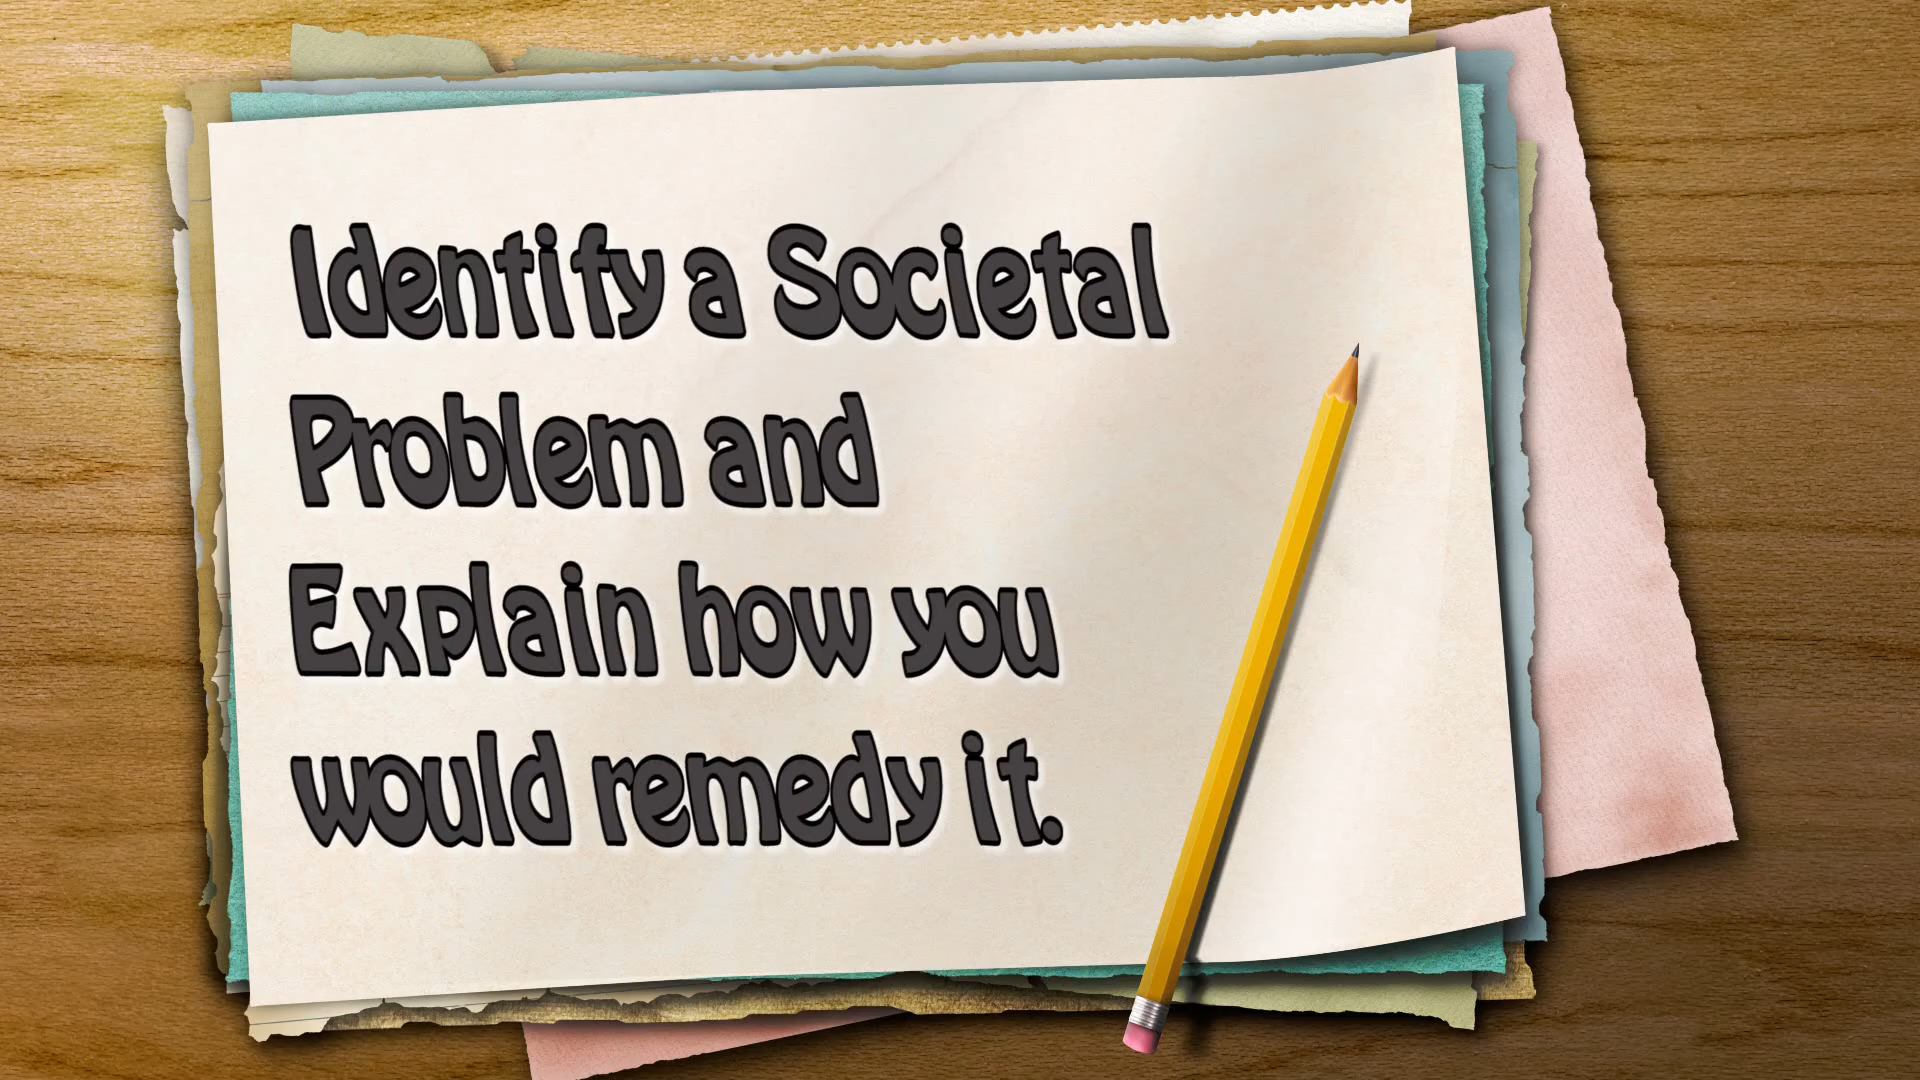 Identify a Societal
Problem and
Explain how you
would remedy it.